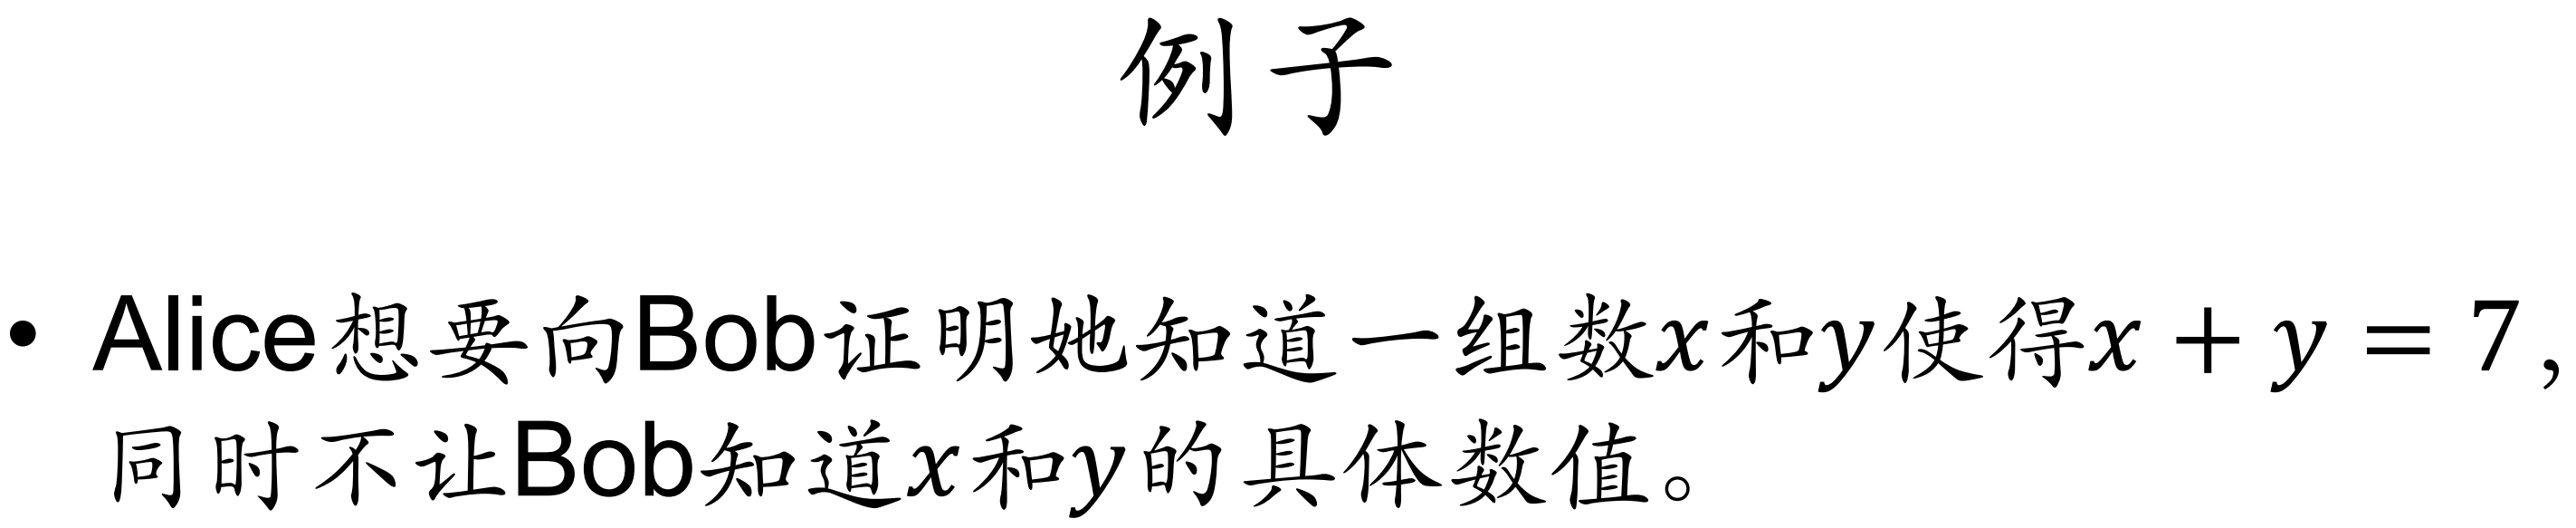 例子
• Alice想要向Bob证明她知道一组数x和y使得x + y = 7,
同时不让Bob知道x和y的具体数值。